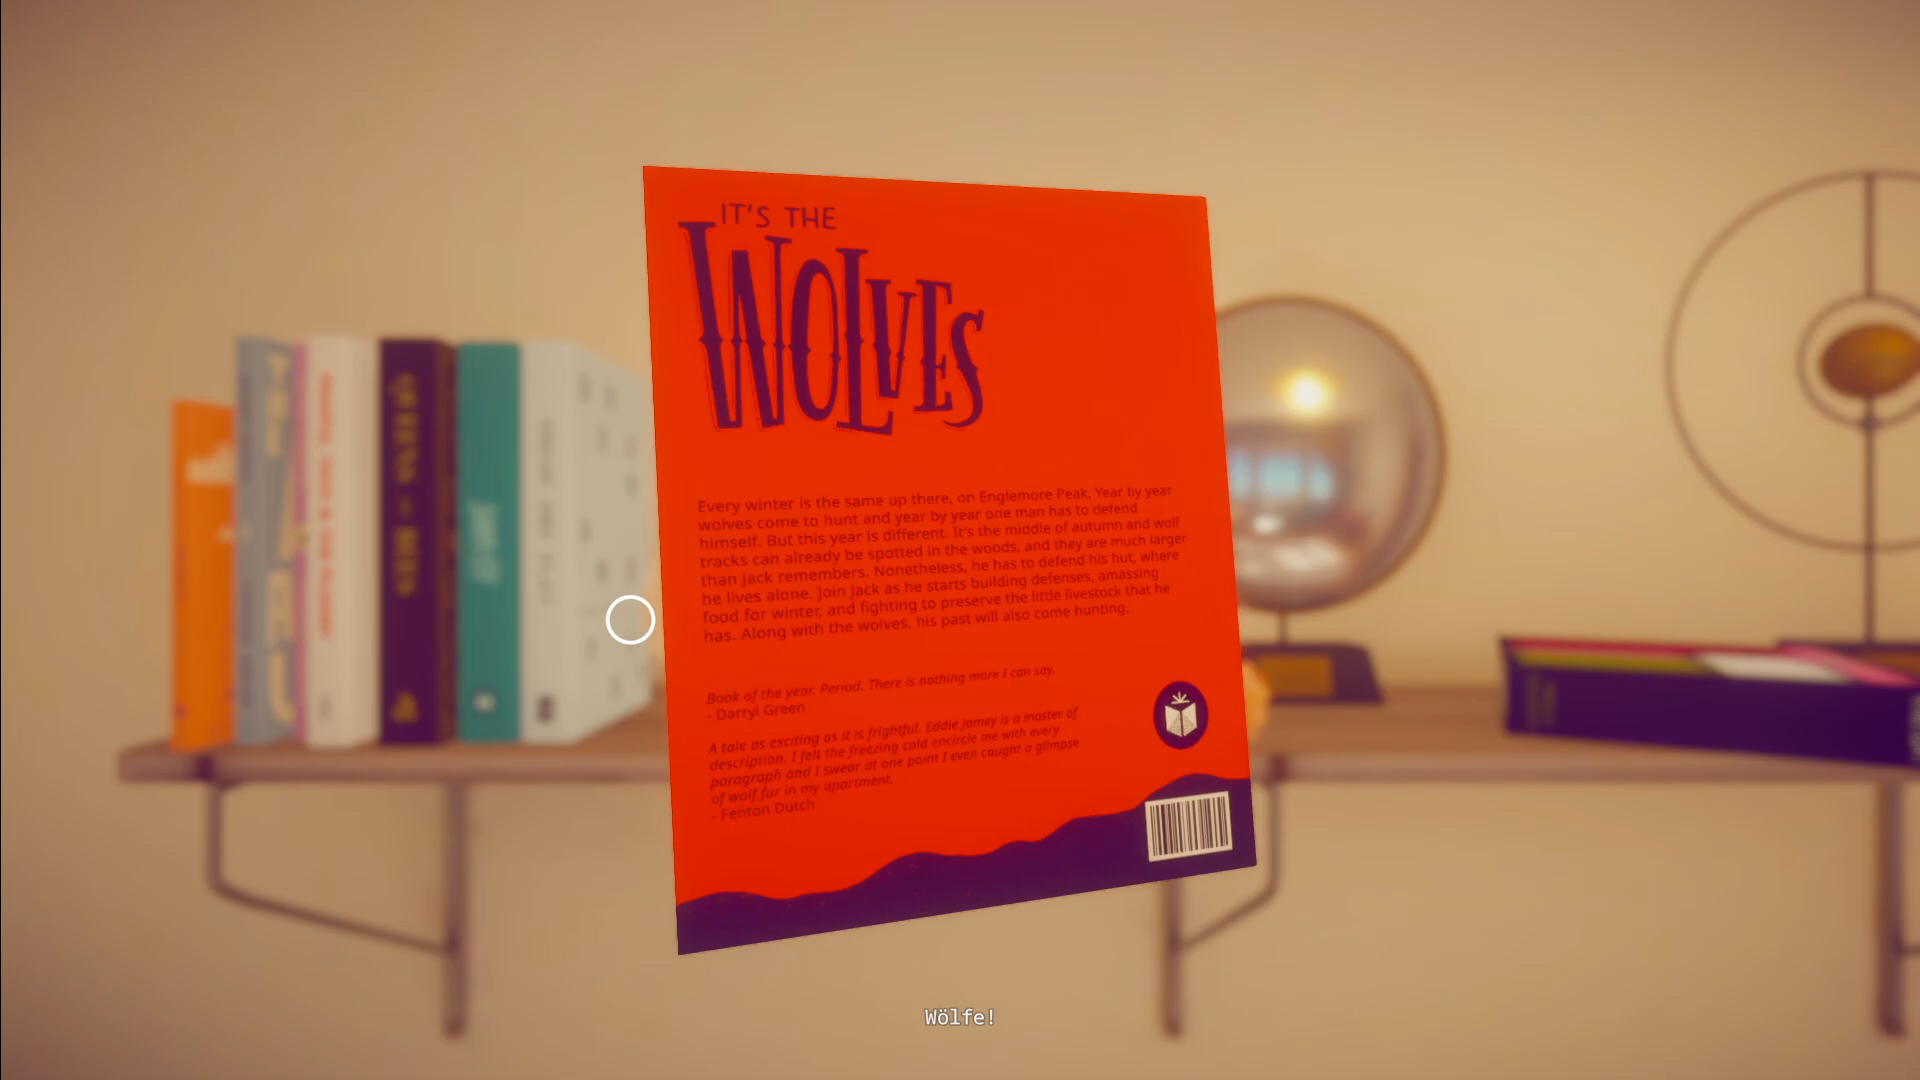 IT'S THE
WOLVES
Every winter is the same up there, on Englemore Peak. Year by year
wolves come to hunt and year by year one man has to defend
himself. But this year is different. It's the middle of autumn and wolf
tracks can already be spotted in the woods, and they are much larger
than Jack remembers. Nonetheless, he has to defend his hut, where
he lives alone. Join Jack as he starts building defenses, amassing
food for winter, and fighting to preserve the little livestock that he
has. Along with the wolves, his past will also come hunting.
Book of the year. Period. There is nothing more I can say.
- Darryl Green
A tale as exciting as it is frightful. Eddie Jamey is a master of
description. I felt the freezing cold encircle me with every
paragraph and I swear at one point I even caught a glimpse
of wolf fur in my apartment.
- Fenton Dutch
Wölfe!